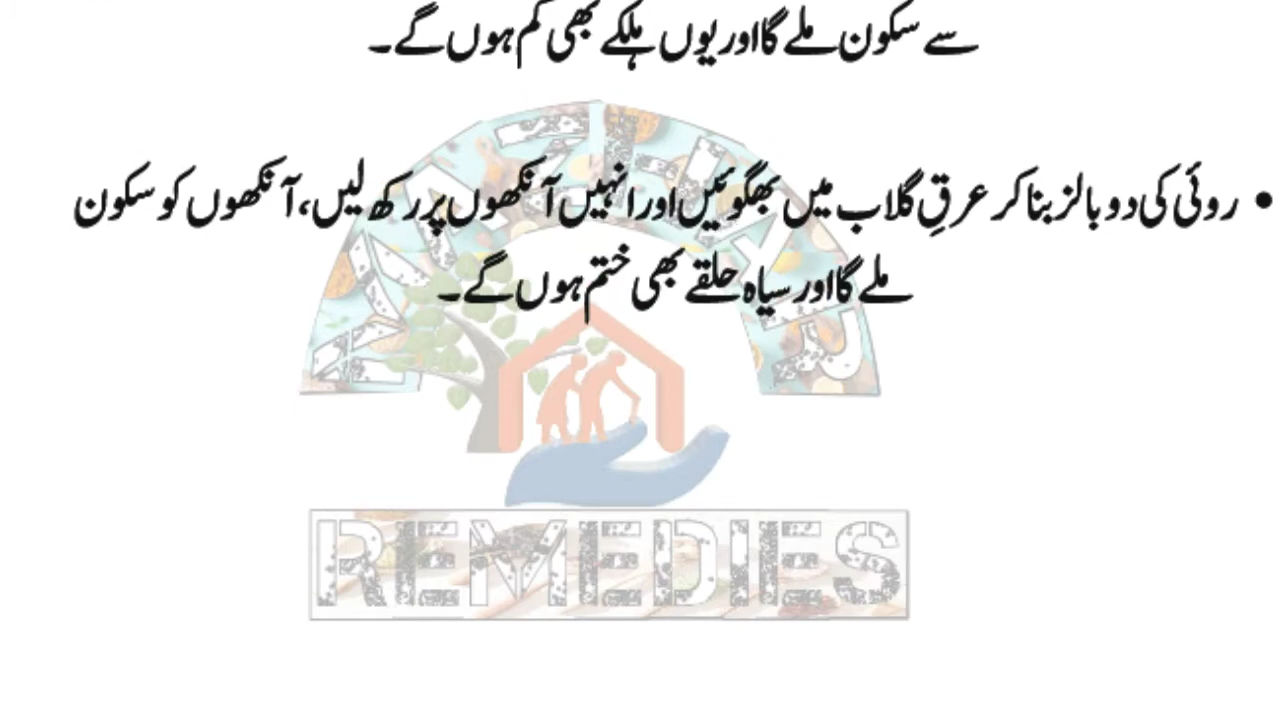 سے سکون ملے گا اور یوں ہلکے بھی کم ہوں گے۔
• روئی کی دو بالز بنا کر عرقِ گلاب میں بھگوئیں اور انہیں آنکھوں پر رکھ لیں، آنکھوں کو سکون
ملے گا اور سیاہ حلقے بھی ختم ہوں گے۔
MAZHAR
REMEDIES